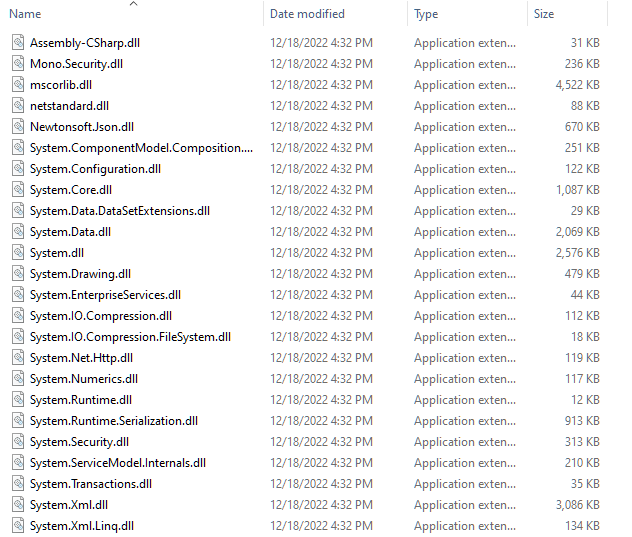 Name Date modified Type Size
Assembly-CSharp.dll 12/18/2022 4:32 PM Application exten... 31 KB
Mono.Security.dll 12/18/2022 4:32 PM Application exten... 236 KB
mscorlib.dll 12/18/2022 4:32 PM Application exten... 4,522 KB
netstandard.dll 12/18/2022 4:32 PM Application exten... 88 KB
Newtonsoft.Json.dll 12/18/2022 4:32 PM Application exten... 670 KB
System.ComponentModel.Composition.... 12/18/2022 4:32 PM Application exten... 251 KB
System.Configuration.dll 12/18/2022 4:32 PM Application exten... 122 KB
System.Core.dll 12/18/2022 4:32 PM Application exten... 1,087 KB
System.Data.DataSetExtensions.dll 12/18/2022 4:32 PM Application exten... 29 KB
System.Data.dll 12/18/2022 4:32 PM Application exten... 2,069 KB
System.dll 12/18/2022 4:32 PM Application exten... 2,576 KB
System.Drawing.dll 12/18/2022 4:32 PM Application exten... 479 KB
System.EnterpriseServices.dll 12/18/2022 4:32 PM Application exten... 44 KB
System.IO.Compression.dll 12/18/2022 4:32 PM Application exten... 112 KB
System.IO.Compression.FileSystem.dll 12/18/2022 4:32 PM Application exten... 18 KB
System.Net.Http.dll 12/18/2022 4:32 PM Application exten... 119 KB
System.Numerics.dll 12/18/2022 4:32 PM Application exten... 117 KB
System.Runtime.dll 12/18/2022 4:32 PM Application exten... 12 KB
System.Runtime.Serialization.dll 12/18/2022 4:32 PM Application exten... 913 KB
System.Security.dll 12/18/2022 4:32 PM Application exten... 313 KB
System.ServiceModel.Internals.dll 12/18/2022 4:32 PM Application exten... 210 KB
System.Transactions.dll 12/18/2022 4:32 PM Application exten... 35 KB
System.Xml.dll 12/18/2022 4:32 PM Application exten... 3,086 KB
System.Xml.Linq.dll 12/18/2022 4:32 PM Application exten... 134 KB